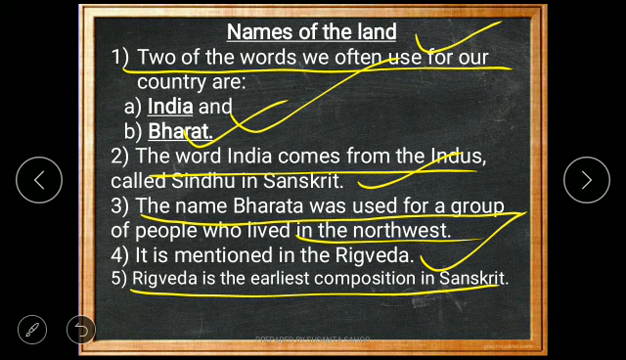 Names of the land
1) Two of the words we often use for our
country are:
a) India and
b) Bharat.
2) The word India comes from the Indus,
called Sindhu in Sanskrit.
3) The name Bharata was used for a group
of people who lived in the northwest.
4) It is mentioned in the Rigveda.
5) Rigveda is the earliest composition in Sanskrit.